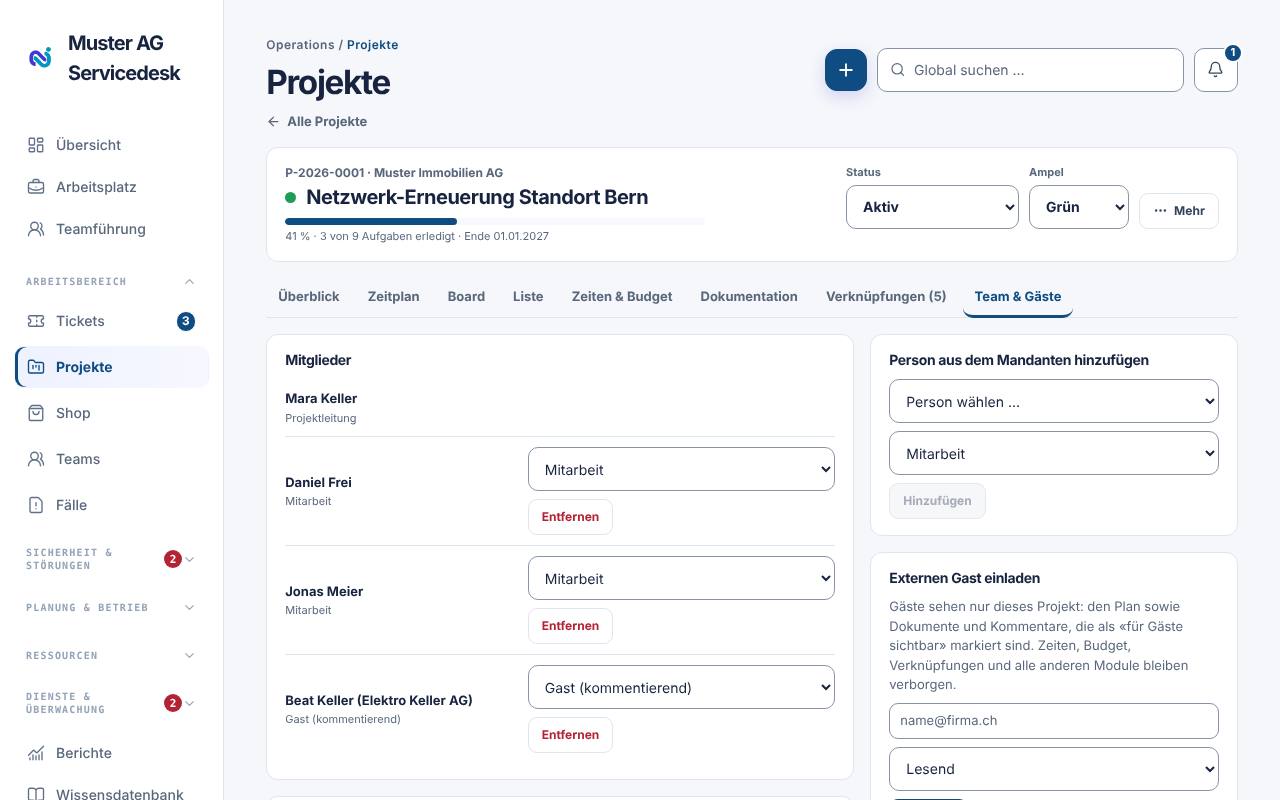 Muster AG
Servicedesk
Übersicht
Arbeitsplatz
Teamführung
ARBEITSBEREICH
Tickets 3
Projekte
Shop
Teams
Fälle
SICHERHEIT &
STÖRUNGEN 2
PLANUNG & BETRIEB
RESSOURCEN
DIENSTE &
ÜBERWACHUNG 2
Berichte
Wissensdatenbank
Operations / Projekte
Projekte
Global suchen ...
1
Alle Projekte
P-2026-0001 · Muster Immobilien AG
Netzwerk-Erneuerung Standort Bern
41 % · 3 von 9 Aufgaben erledigt · Ende 01.01.2027
Status
Aktiv
Ampel
Grün
Mehr
Überblick Zeitplan Board Liste Zeiten & Budget Dokumentation Verknüpfungen (5) Team & Gäste
Mitglieder
Mara Keller
Projektleitung
Daniel Frei
Mitarbeit
Mitarbeit
Entfernen
Jonas Meier
Mitarbeit
Mitarbeit
Entfernen
Beat Keller (Elektro Keller AG)
Gast (kommentierend)
Gast (kommentierend)
Entfernen
Person aus dem Mandanten hinzufügen
Person wählen ...
Mitarbeit
Hinzufügen
Externen Gast einladen
Gäste sehen nur dieses Projekt: den Plan sowie
Dokumente und Kommentare, die als «für Gäste
sichtbar» markiert sind. Zeiten, Budget,
Verknüpfungen und alle anderen Module bleiben
verborgen.
name@firma.ch
Lesend